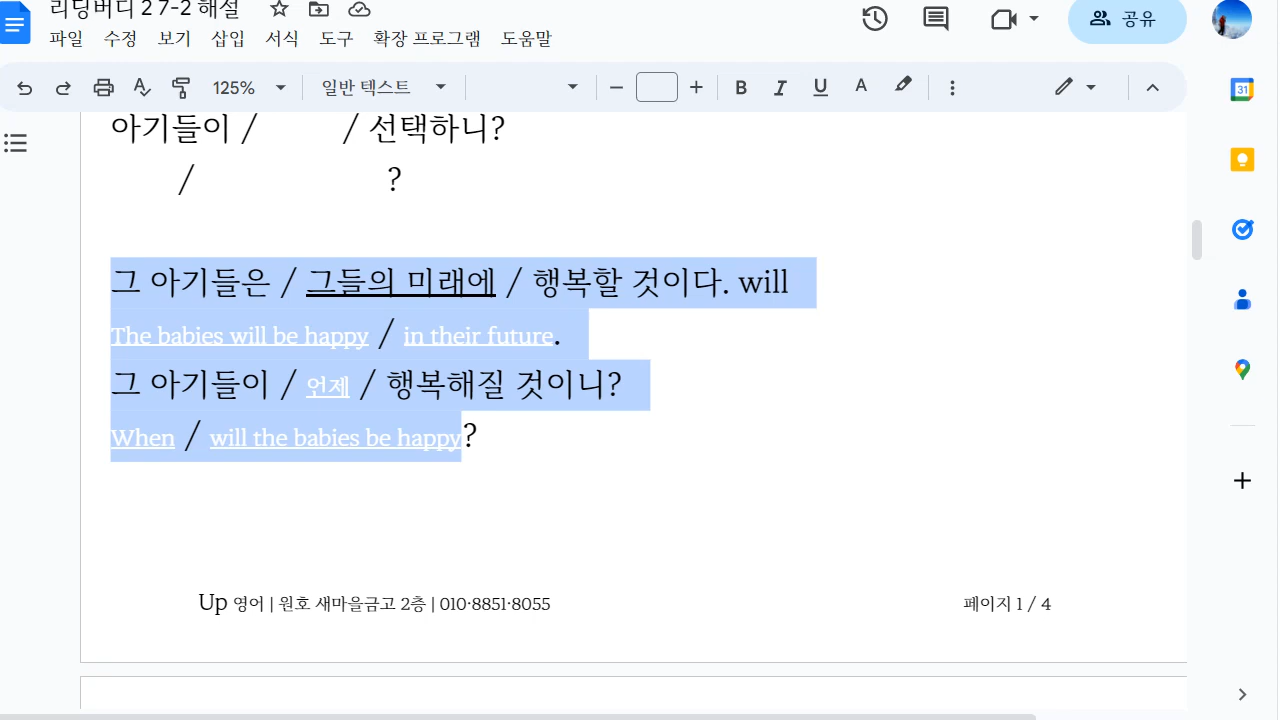 리딩버디 2 7-2 해설
파일 수정 보기 삽입 서식 도구 확장 프로그램 도움말
공유
125% 일반 텍스트 B I U A
31
아기들이 / / 선택하니?
/ ?
그 아기들은 / 그들의 미래에 / 행복할 것이다. will
The babies will be happy / in their future.
그 아기들이 / 언제 / 행복해질 것이니?
When / will the babies be happy?
Up 영어 | 원호 새마을금고 2층 | 010·8851·8055
페이지 1 / 4